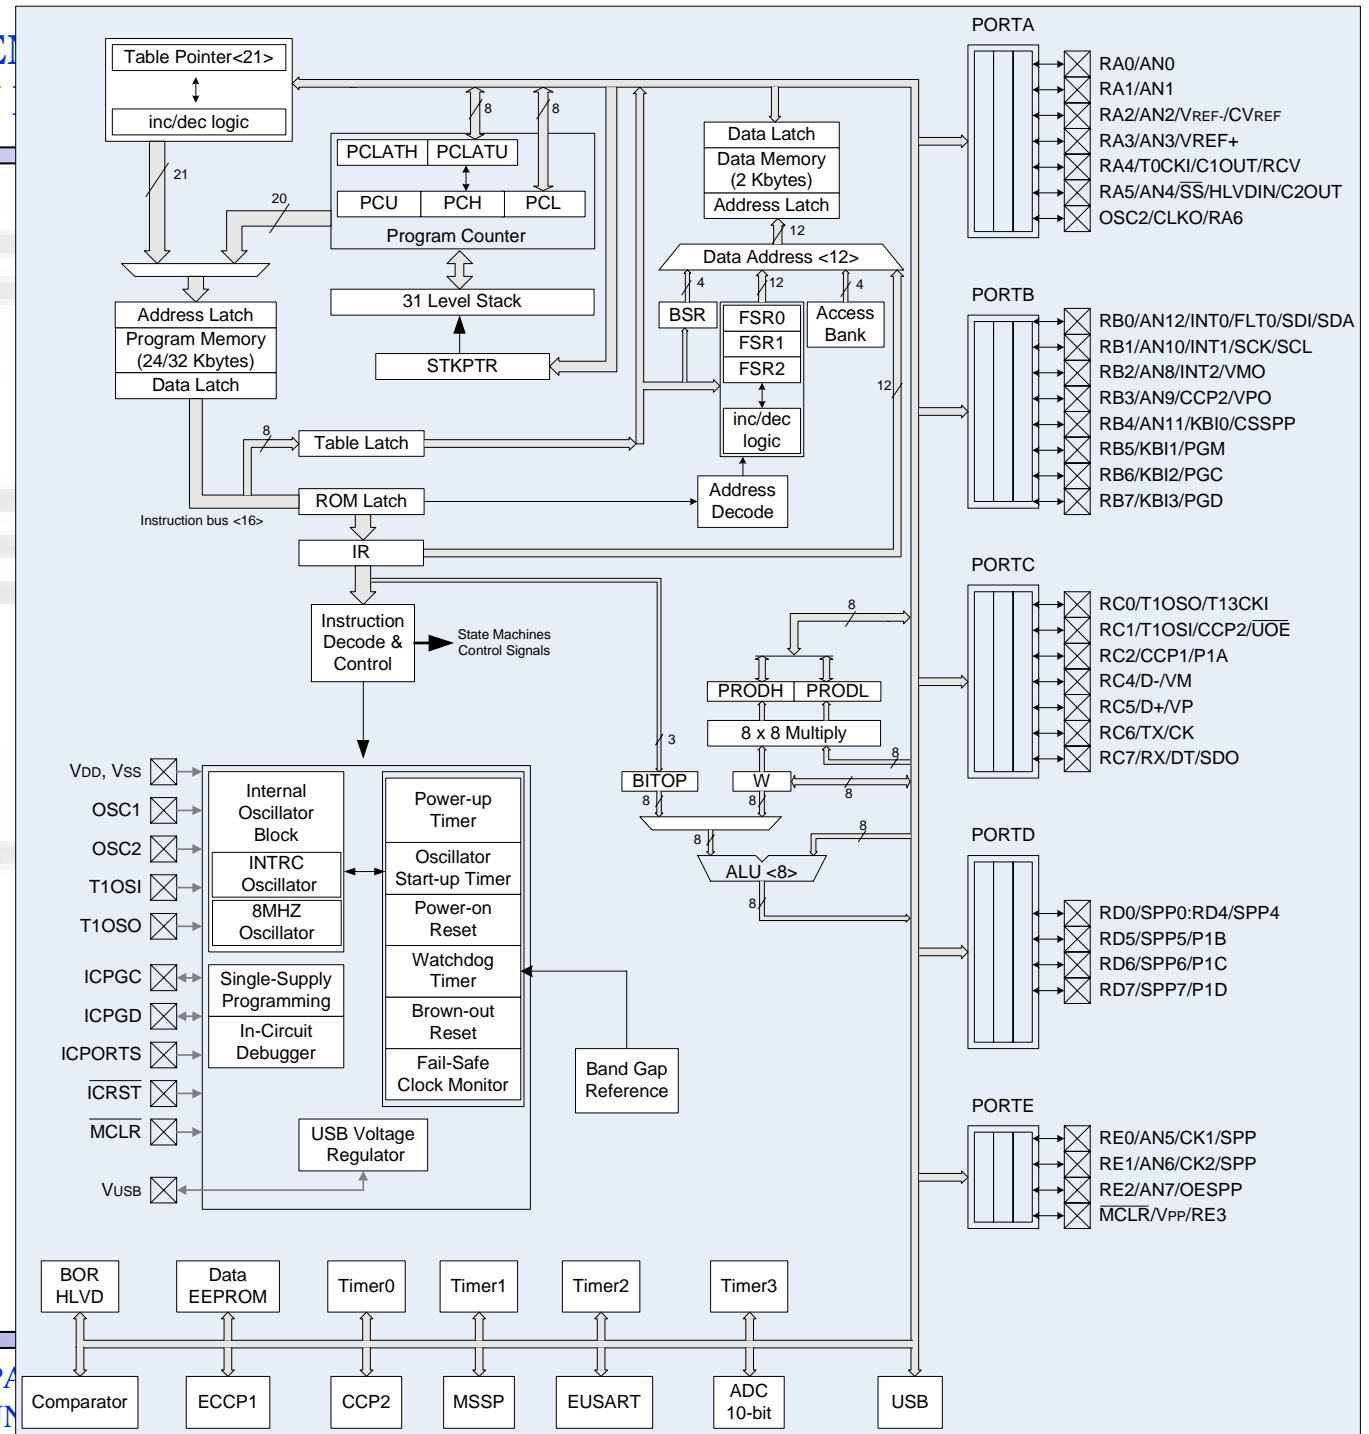 PORTA
Table Pointer<21>
inc/dec logic
21
20
8
8
PCLATH
PCLATU
PCU
PCH
PCL
Program Counter
31 Level Stack
STKPTR
Address Latch
Program Memory
(24/32 Kbytes)
Data Latch
Instruction bus <16>
8
Table Latch
ROM Latch
IR
Data Latch
Data Memory
(2 Kbytes)
Address Latch
12
Data Address <12>
4
12
4
BSR
FSR0
FSR1
FSR2
inc/dec
logic
Access
Bank
12
Address
Decode
Instruction
Decode &
Control
State Machines
Control Signals
8
PRODH
PRODL
8 x 8 Multiply
3
8
BITOP
W
8
8
8
8
8
ALU <8>
8
RA0/AN0
RA1/AN1
RA2/AN2/VREF-/CVREF
RA3/AN3/VREF+
RA4/T0CKI/C1OUT/RCV
RA5/AN4/S̅S̅/HLVDIN/C2OUT
OSC2/CLKO/RA6
PORTB
RB0/AN12/INT0/FLT0/SDI/SDA
RB1/AN10/INT1/SCK/SCL
RB2/AN8/INT2/VMO
RB3/AN9/CCP2/VPO
RB4/AN11/KBI0/CSSPP
RB5/KBI1/PGM
RB6/KBI2/PGC
RB7/KBI3/PGD
PORTC
RC0/T1OSO/T13CKI
RC1/T1OSI/CCP2/U̅O̅E̅
RC2/CCP1/P1A
RC4/D-/VM
RC5/D+/VP
RC6/TX/CK
RC7/RX/DT/SDO
PORTD
RD0/SPP0:RD4/SPP4
RD5/SPP5/P1B
RD6/SPP6/P1C
RD7/SPP7/P1D
PORTE
RE0/AN5/CK1/SPP
RE1/AN6/CK2/SPP
RE2/AN7/OESPP
M̅C̅L̅R̅/VPP/RE3
VDD, VSS
OSC1
OSC2
T1OSI
T1OSO
ICPGC
ICPGD
ICPORTS
I̅C̅R̅S̅T̅
M̅C̅L̅R̅
VUSB
Internal
Oscillator
Block
INTRC
Oscillator
8MHZ
Oscillator
Single-Supply
Programming
In-Circuit
Debugger
Power-up
Timer
Oscillator
Start-up Timer
Power-on
Reset
Watchdog
Timer
Brown-out
Reset
Fail-Safe
Clock Monitor
USB Voltage
Regulator
Band Gap
Reference
BOR
HLVD
Data
EEPROM
Timer0
Timer1
Timer2
Timer3
Comparator
ECCP1
CCP2
MSSP
EUSART
ADC
10-bit
USB